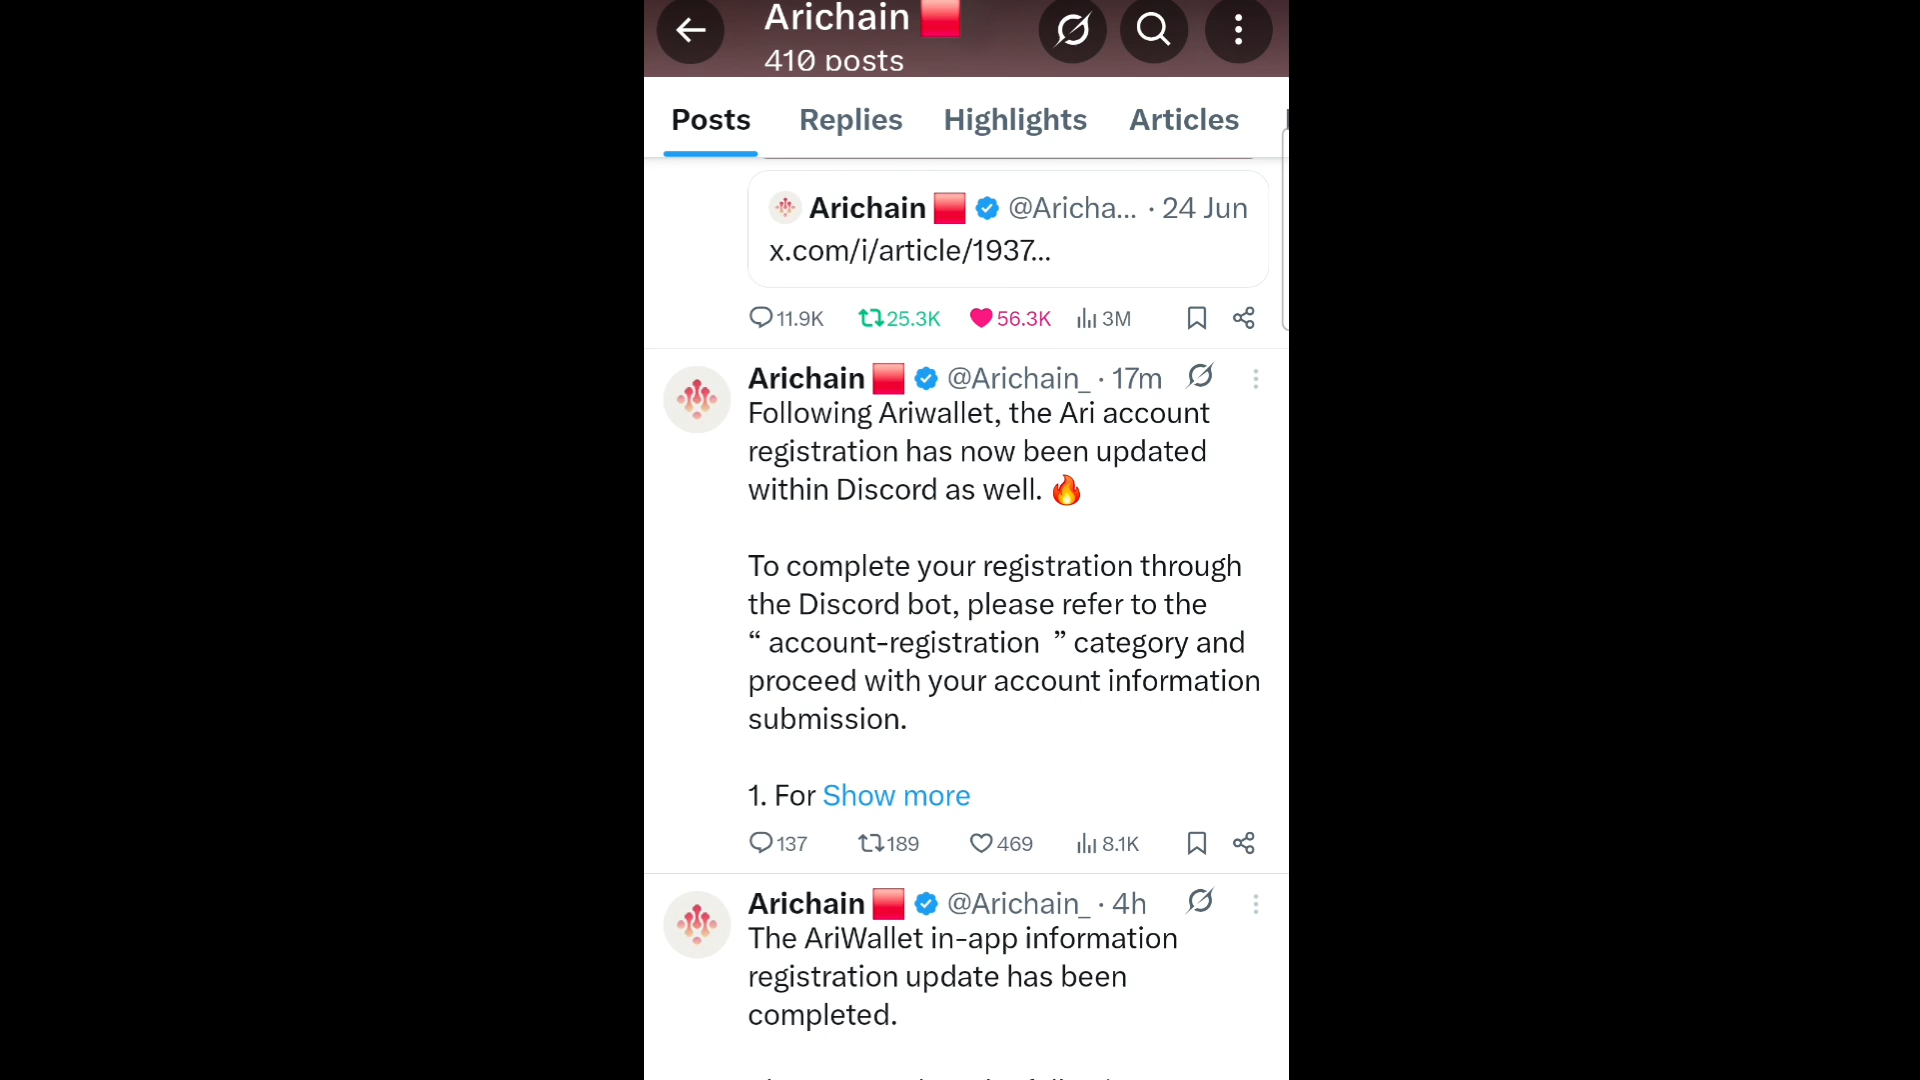 Arichain
410 posts
Posts Replies Highlights Articles
Arichain @Aricha... · 24 Jun
x.com/i/article/1937...
11.9K 25.3K 56.3K 3M
Arichain @Arichain_ · 17m
Following Ariwallet, the Ari account
registration has now been updated
within Discord as well. 🔥
To complete your registration through
the Discord bot, please refer to the
“ account-registration ” category and
proceed with your account information
submission.
1. For Show more
137 189 469 8.1K
Arichain @Arichain_ · 4h
The AriWallet in-app information
registration update has been
completed.